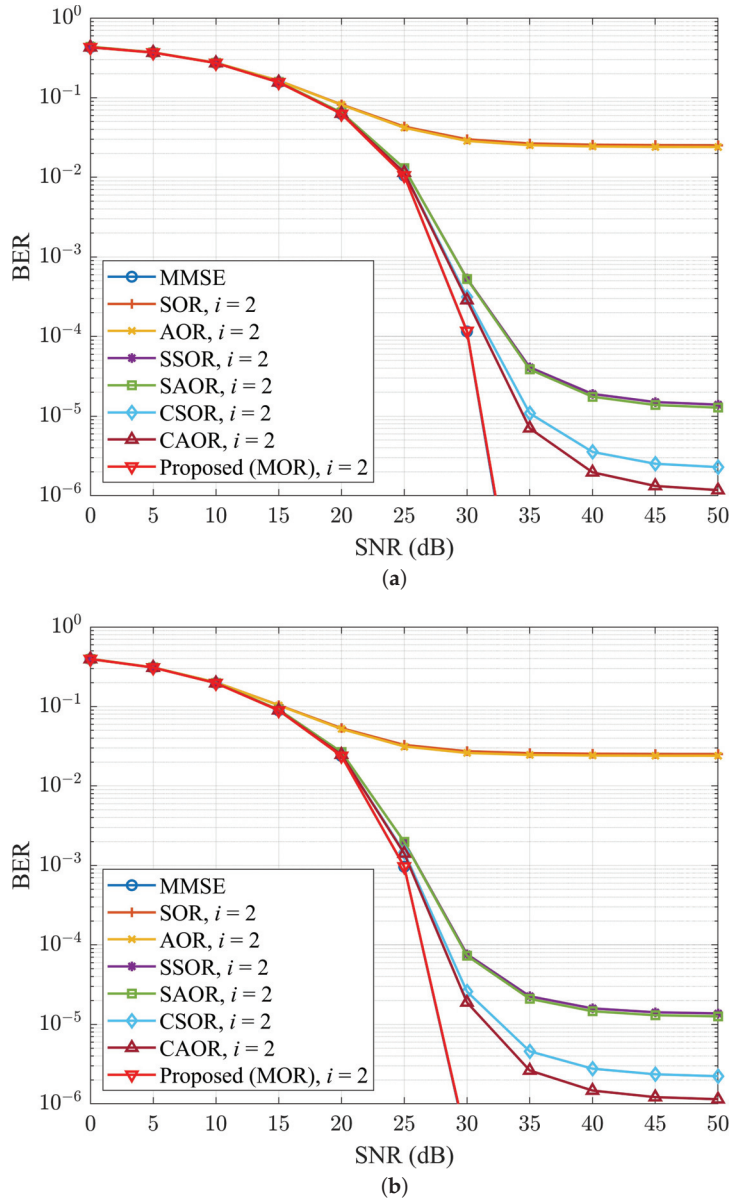 10^0
10^-1
10^-2
10^-3
10^-4
10^-5
10^-6
BER
MMSE
SOR, i = 2
AOR, i = 2
SSOR, i = 2
SAOR, i = 2
CSOR, i = 2
CAOR, i = 2
Proposed (MOR), i = 2
0 5 10 15 20 25 30 35 40 45 50
SNR (dB)
(a)
10^0
10^-1
10^-2
10^-3
10^-4
10^-5
10^-6
BER
MMSE
SOR, i = 2
AOR, i = 2
SSOR, i = 2
SAOR, i = 2
CSOR, i = 2
CAOR, i = 2
Proposed (MOR), i = 2
0 5 10 15 20 25 30 35 40 45 50
SNR (dB)
(b)